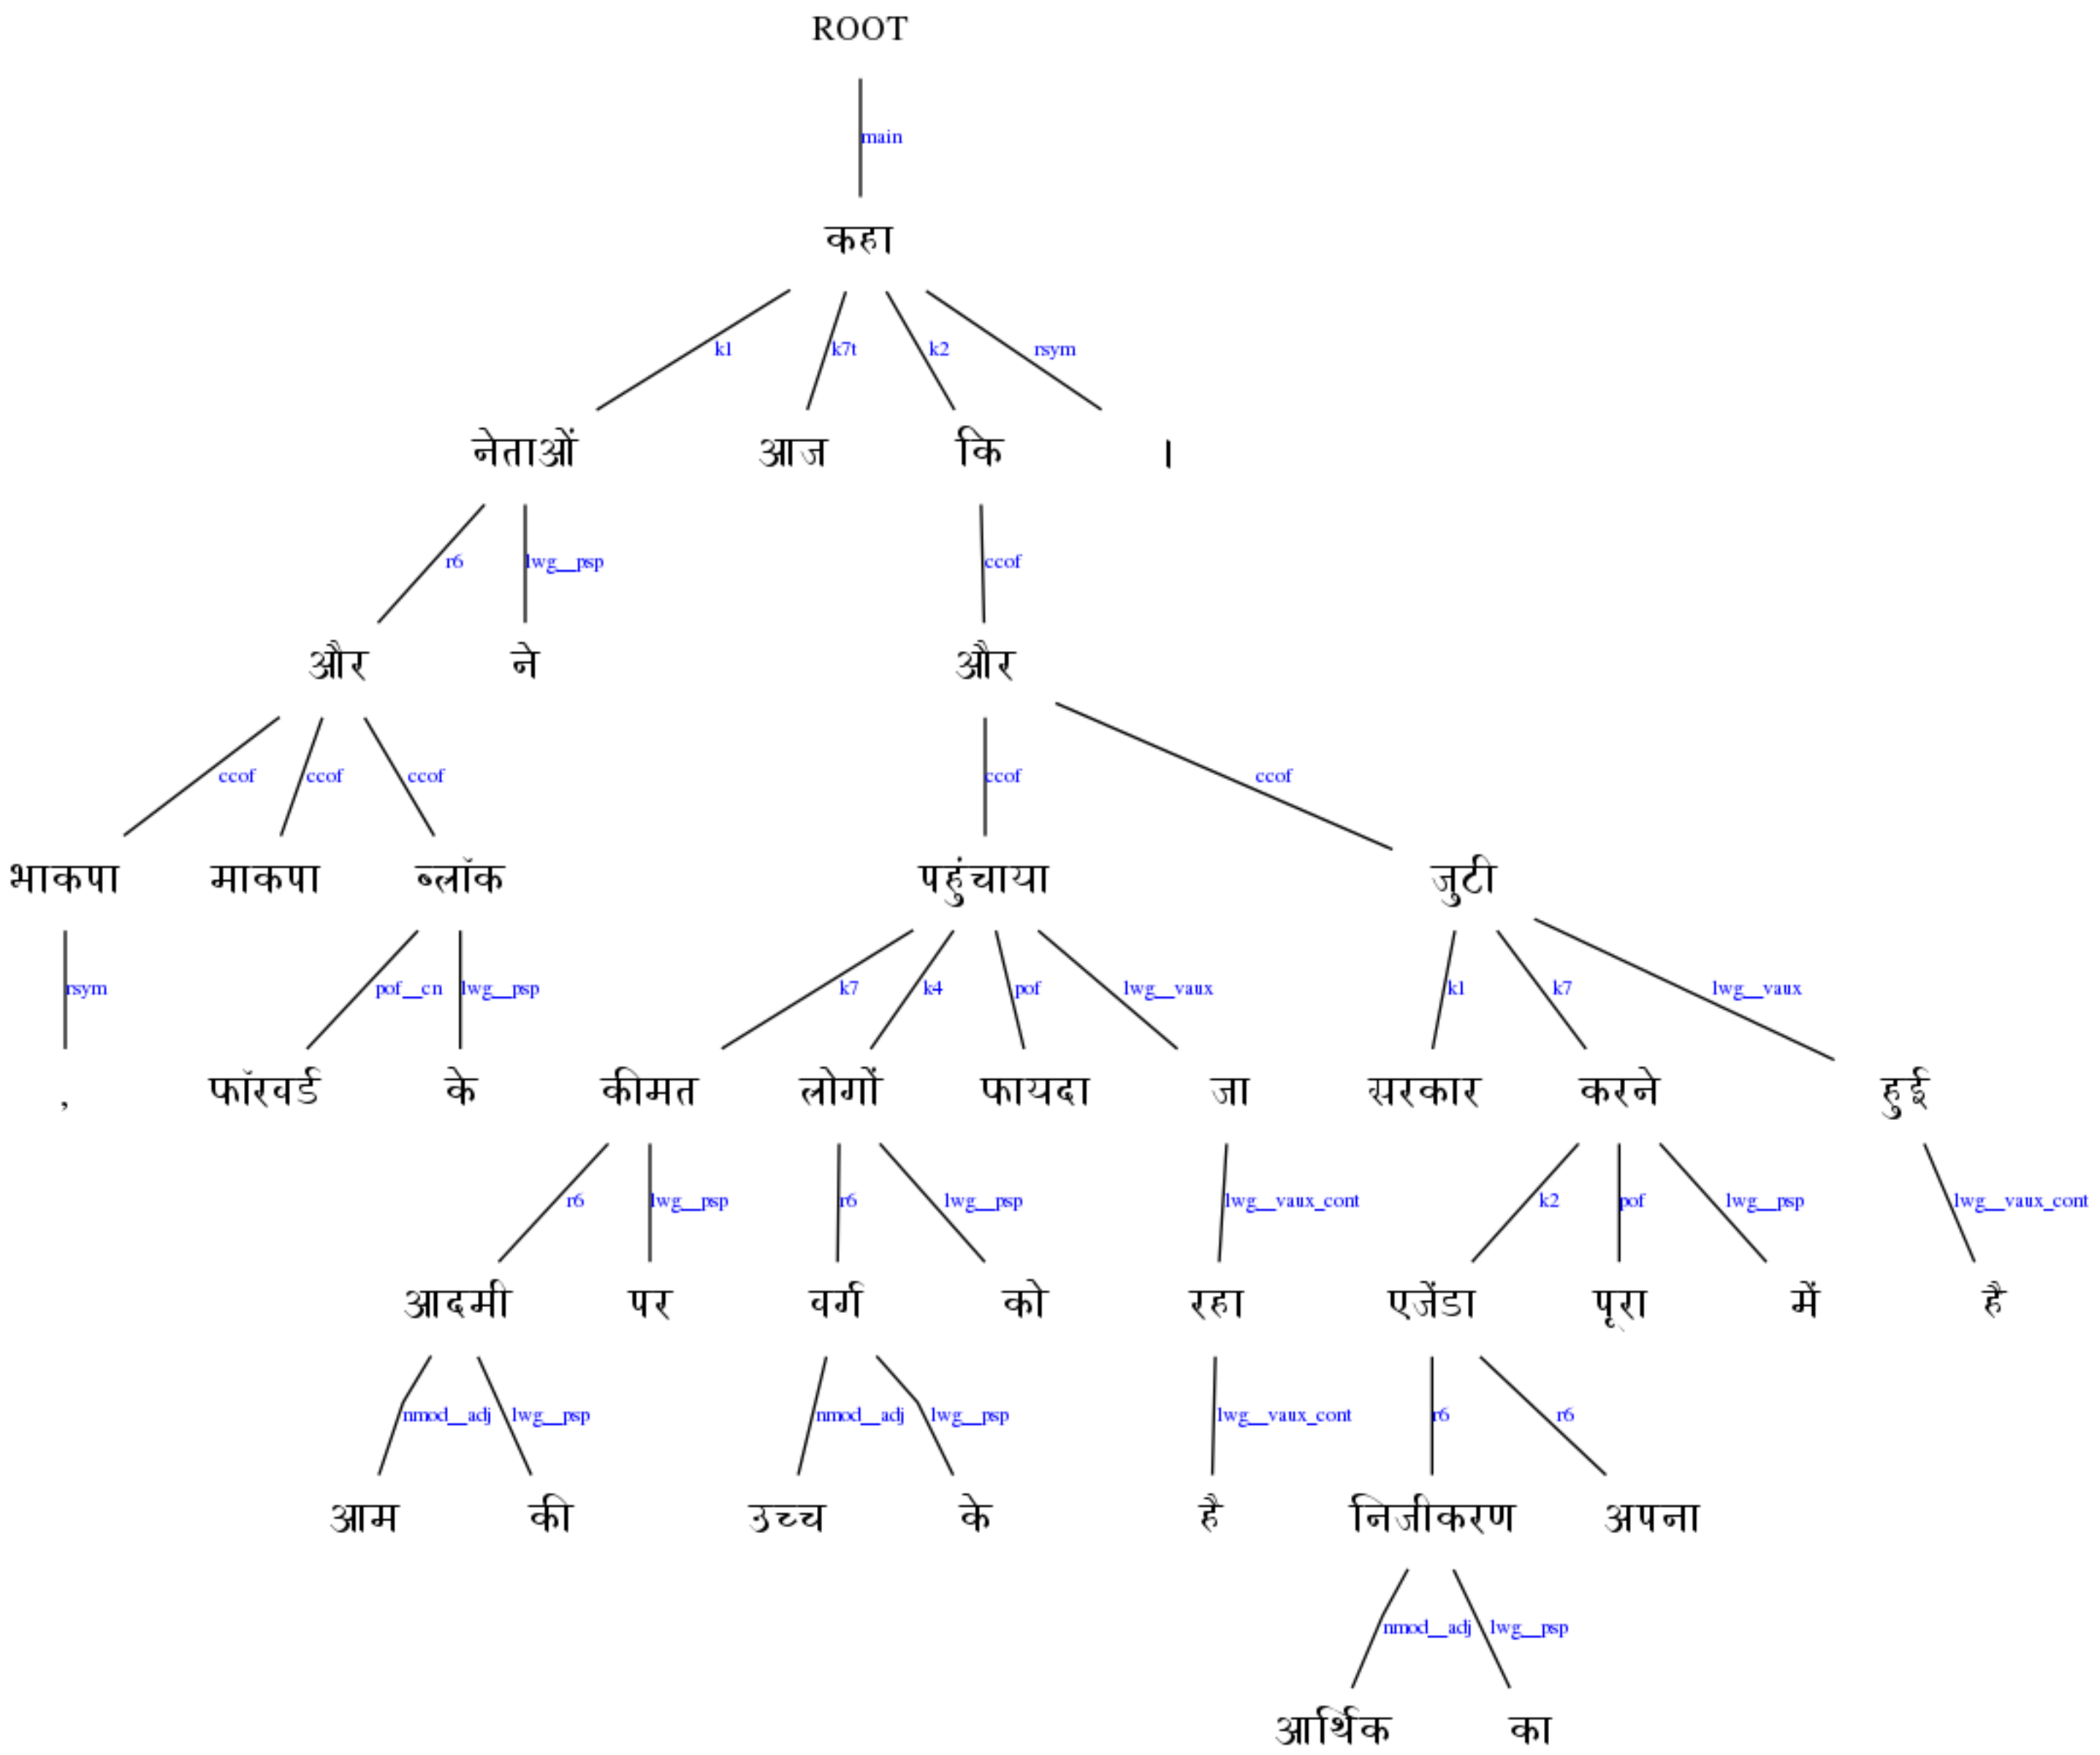 ROOT
main
कहा
k1 k7t k2 rsym
नेताओं आज कि ।
r6 lwg__psp ccof
और ने और
ccof ccof ccof ccof ccof
भाकपा माकपा ब्लॉक पहुंचाया जुटी
rsym pof__cn lwg__psp k7 k4 pof lwg__vaux k1 k7 lwg__vaux
, फॉरवर्ड के कीमत लोगों फायदा जा सरकार करने हुई
r6 lwg__psp r6 lwg__psp lwg__vaux_cont k2 pof lwg__psp lwg__vaux_cont
आदमी पर वर्ग को रहा एजेंडा पूरा में है
nmod__adj lwg__psp nmod__adj lwg__psp lwg__vaux_cont r6 r6
आम की उच्च के है निजीकरण अपना
nmod__adj lwg__psp
आर्थिक का